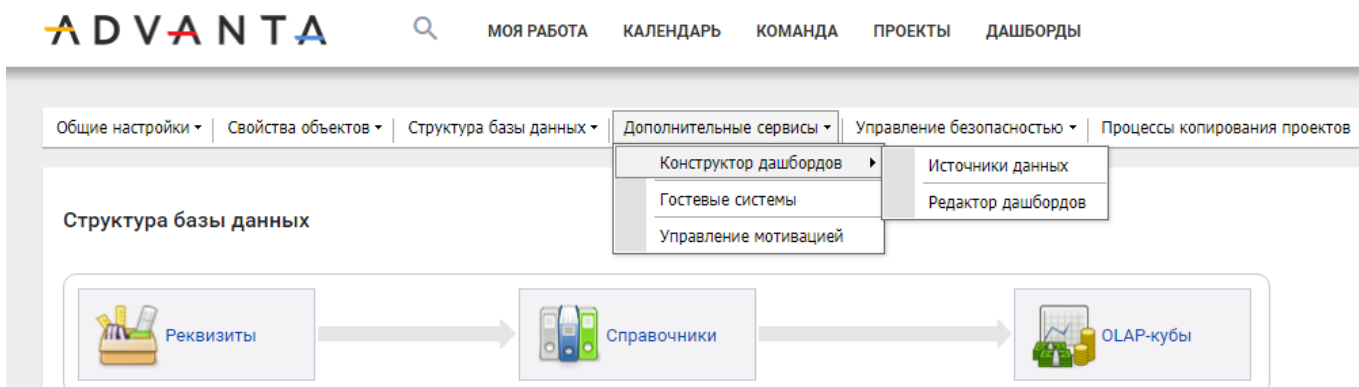 ADVANTA МОЯ РАБОТА КАЛЕНДАРЬ КОМАНДА ПРОЕКТЫ ДАШБОРДЫ
Общие настройки Свойства объектов Структура базы данных Дополнительные сервисы Управление безопасностью Процессы копирования проектов
Конструктор дашбордов Источники данных
Гостевые системы Редактор дашбордов
Управление мотивацией
Структура базы данных
Реквизиты Справочники OLAP-кубы